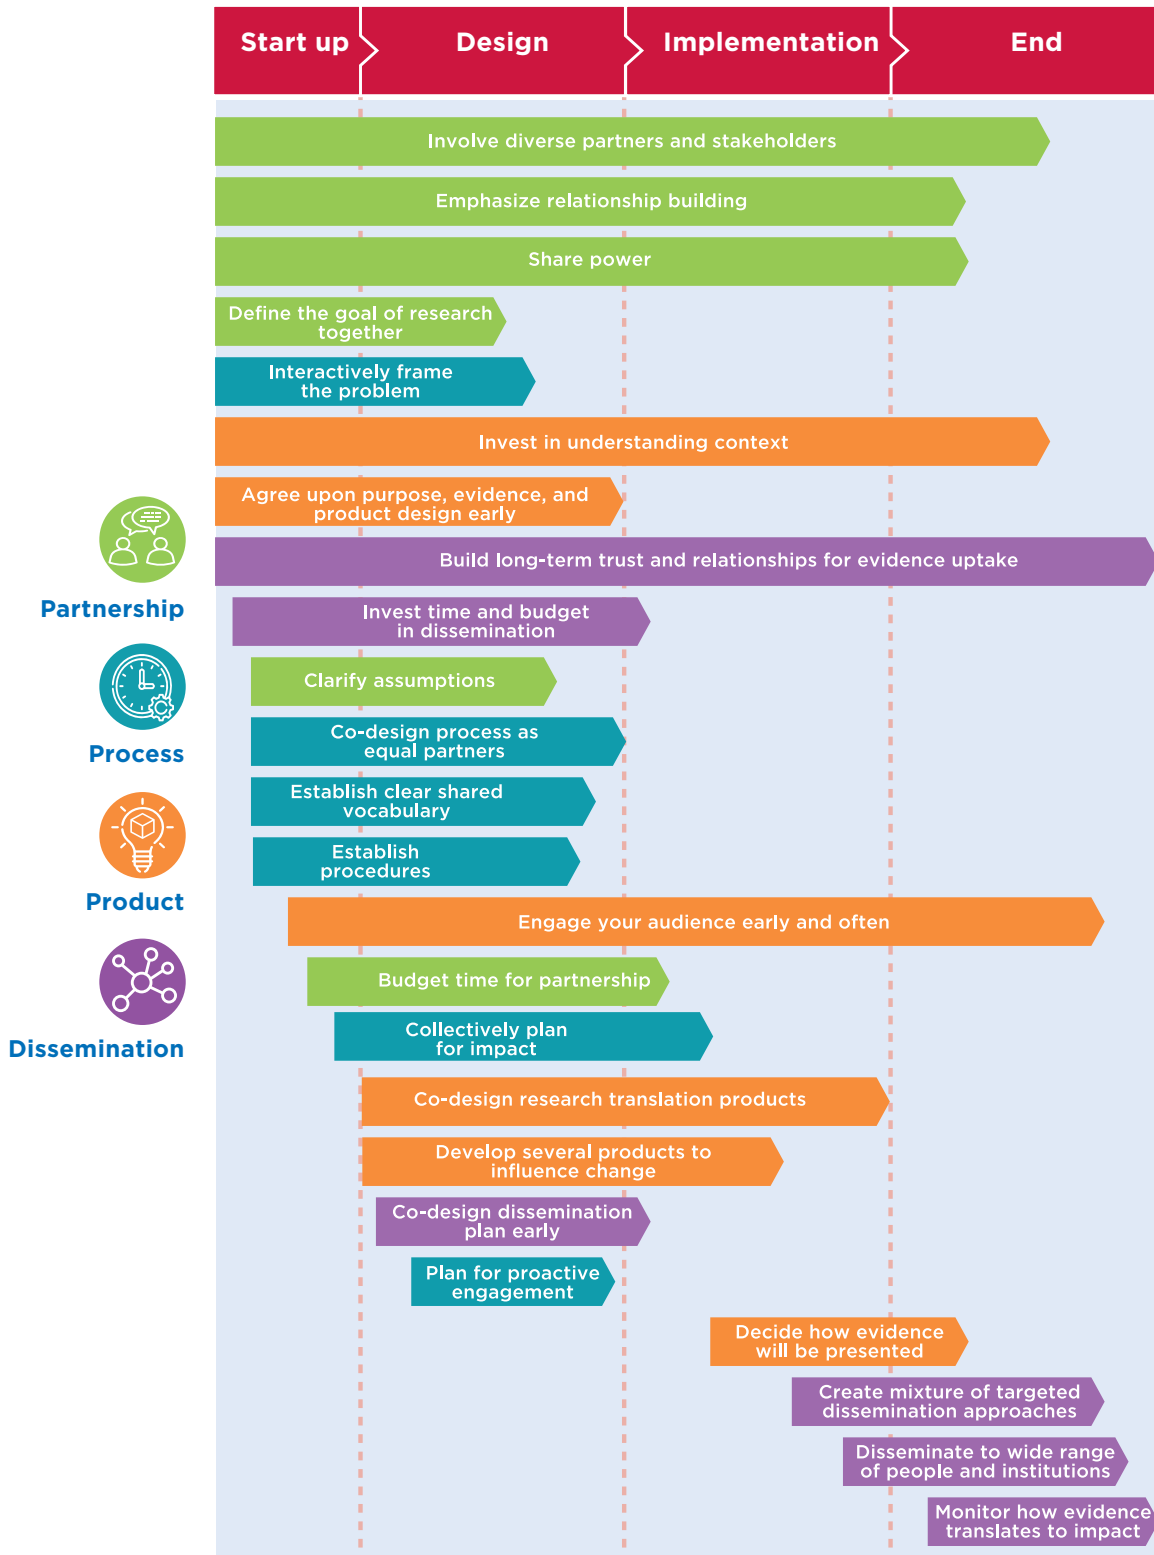 Start up
Design
Implementation
End
Involve diverse partners and stakeholders
Emphasize relationship building
Share power
Define the goal of research
together
Interactively frame
the problem
Invest in understanding context
Agree upon purpose, evidence, and
product design early
Build long-term trust and relationships for evidence uptake
Invest time and budget
in dissemination
Clarify assumptions
Co-design process as
equal partners
Establish clear shared
vocabulary
Establish
procedures
Engage your audience early and often
Budget time for partnership
Collectively plan
for impact
Co-design research translation products
Develop several products to
influence change
Co-design dissemination
plan early
Plan for proactive
engagement
Decide how evidence
will be presented
Create mixture of targeted
dissemination approaches
Disseminate to wide range
of people and institutions
Monitor how evidence
translates to impact
Partnership
Process
Product
Dissemination